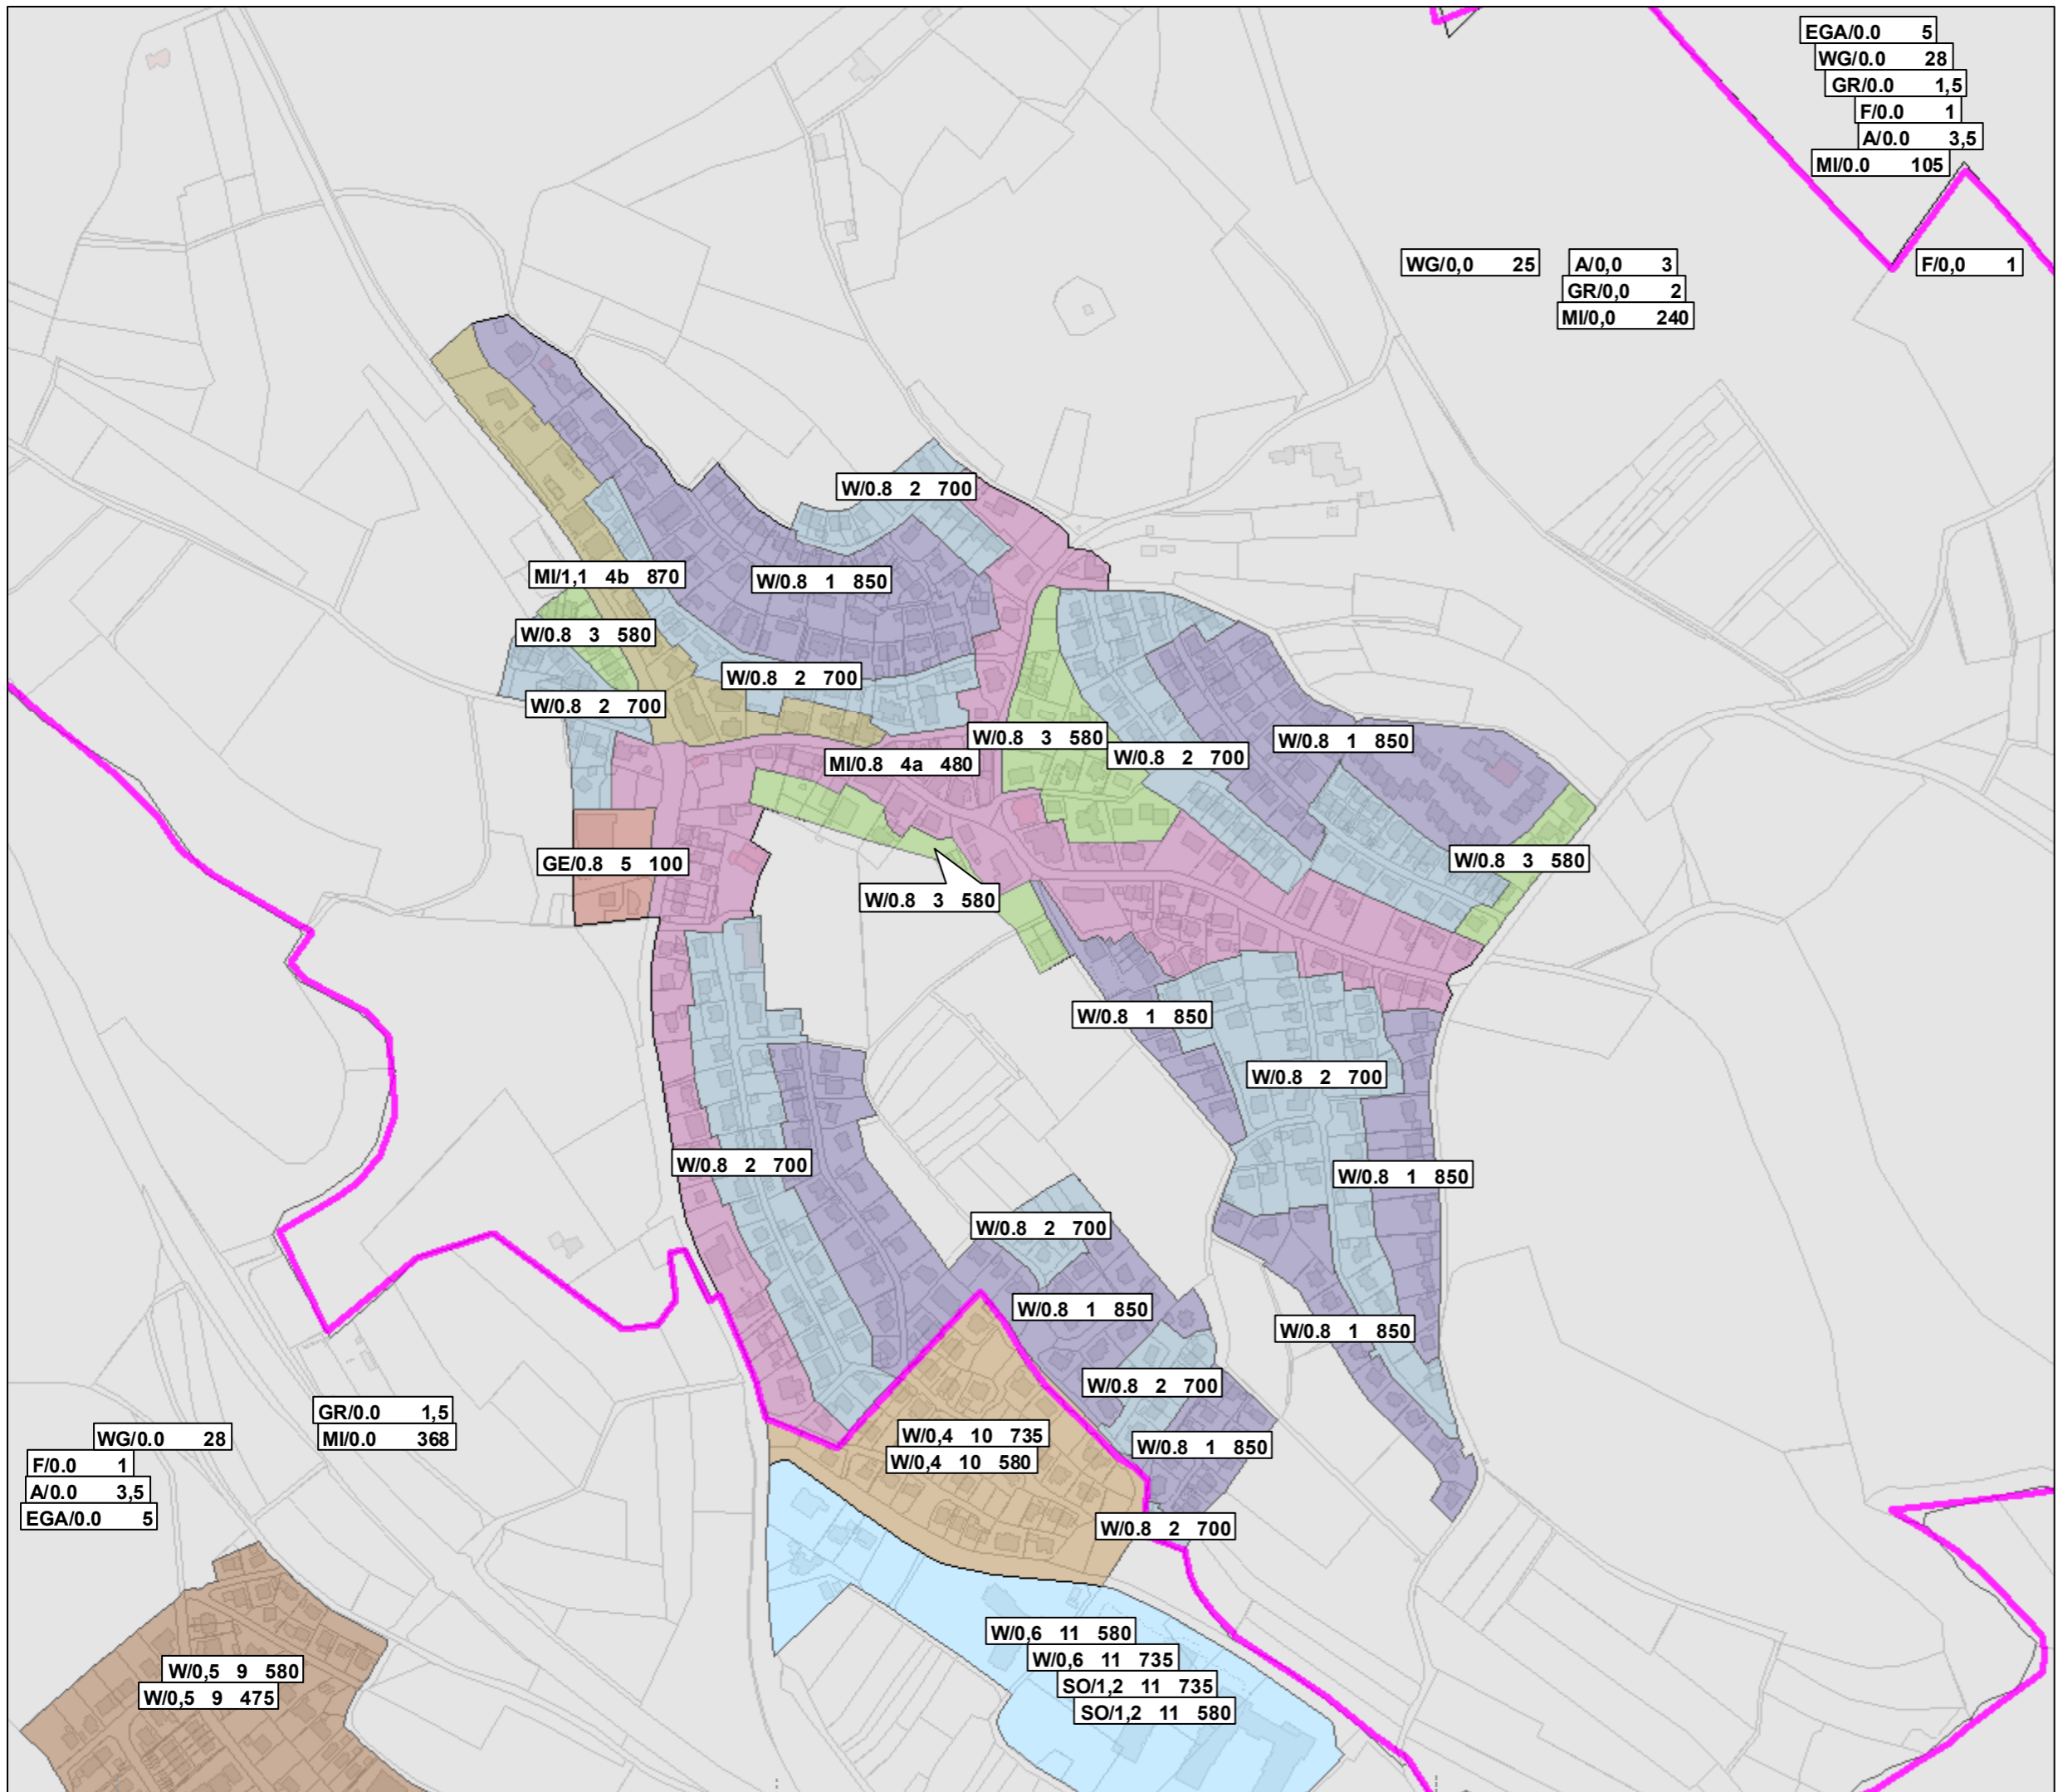 EGA/0.0 5
WG/0.0 28
GR/0.0 1,5
F/0.0 1
A/0.0 3,5
MI/0.0 105
WG/0,0 25
A/0,0 3
F/0,0 1
GR/0,0 2
MI/0,0 240
W/0.8 2 700
MI/1,1 4b 870
W/0.8 1 850
W/0.8 3 580
W/0.8 2 700
W/0.8 2 700
W/0.8 3 580
W/0.8 1 850
W/0.8 2 700
MI/0.8 4a 480
GE/0.8 5 100
W/0.8 3 580
W/0.8 3 580
W/0.8 1 850
W/0.8 2 700
W/0.8 2 700
W/0.8 1 850
W/0.8 2 700
W/0.8 1 850
W/0.8 1 850
W/0.8 2 700
GR/0.0 1,5
MI/0.0 368
WG/0.0 28
F/0.0 1
A/0.0 3,5
EGA/0.0 5
W/0,4 10 735
W/0,4 10 580
W/0.8 1 850
W/0.8 2 700
W/0,6 11 580
W/0,6 11 735
SO/1,2 11 735
SO/1,2 11 580
W/0,5 9 580
W/0,5 9 475